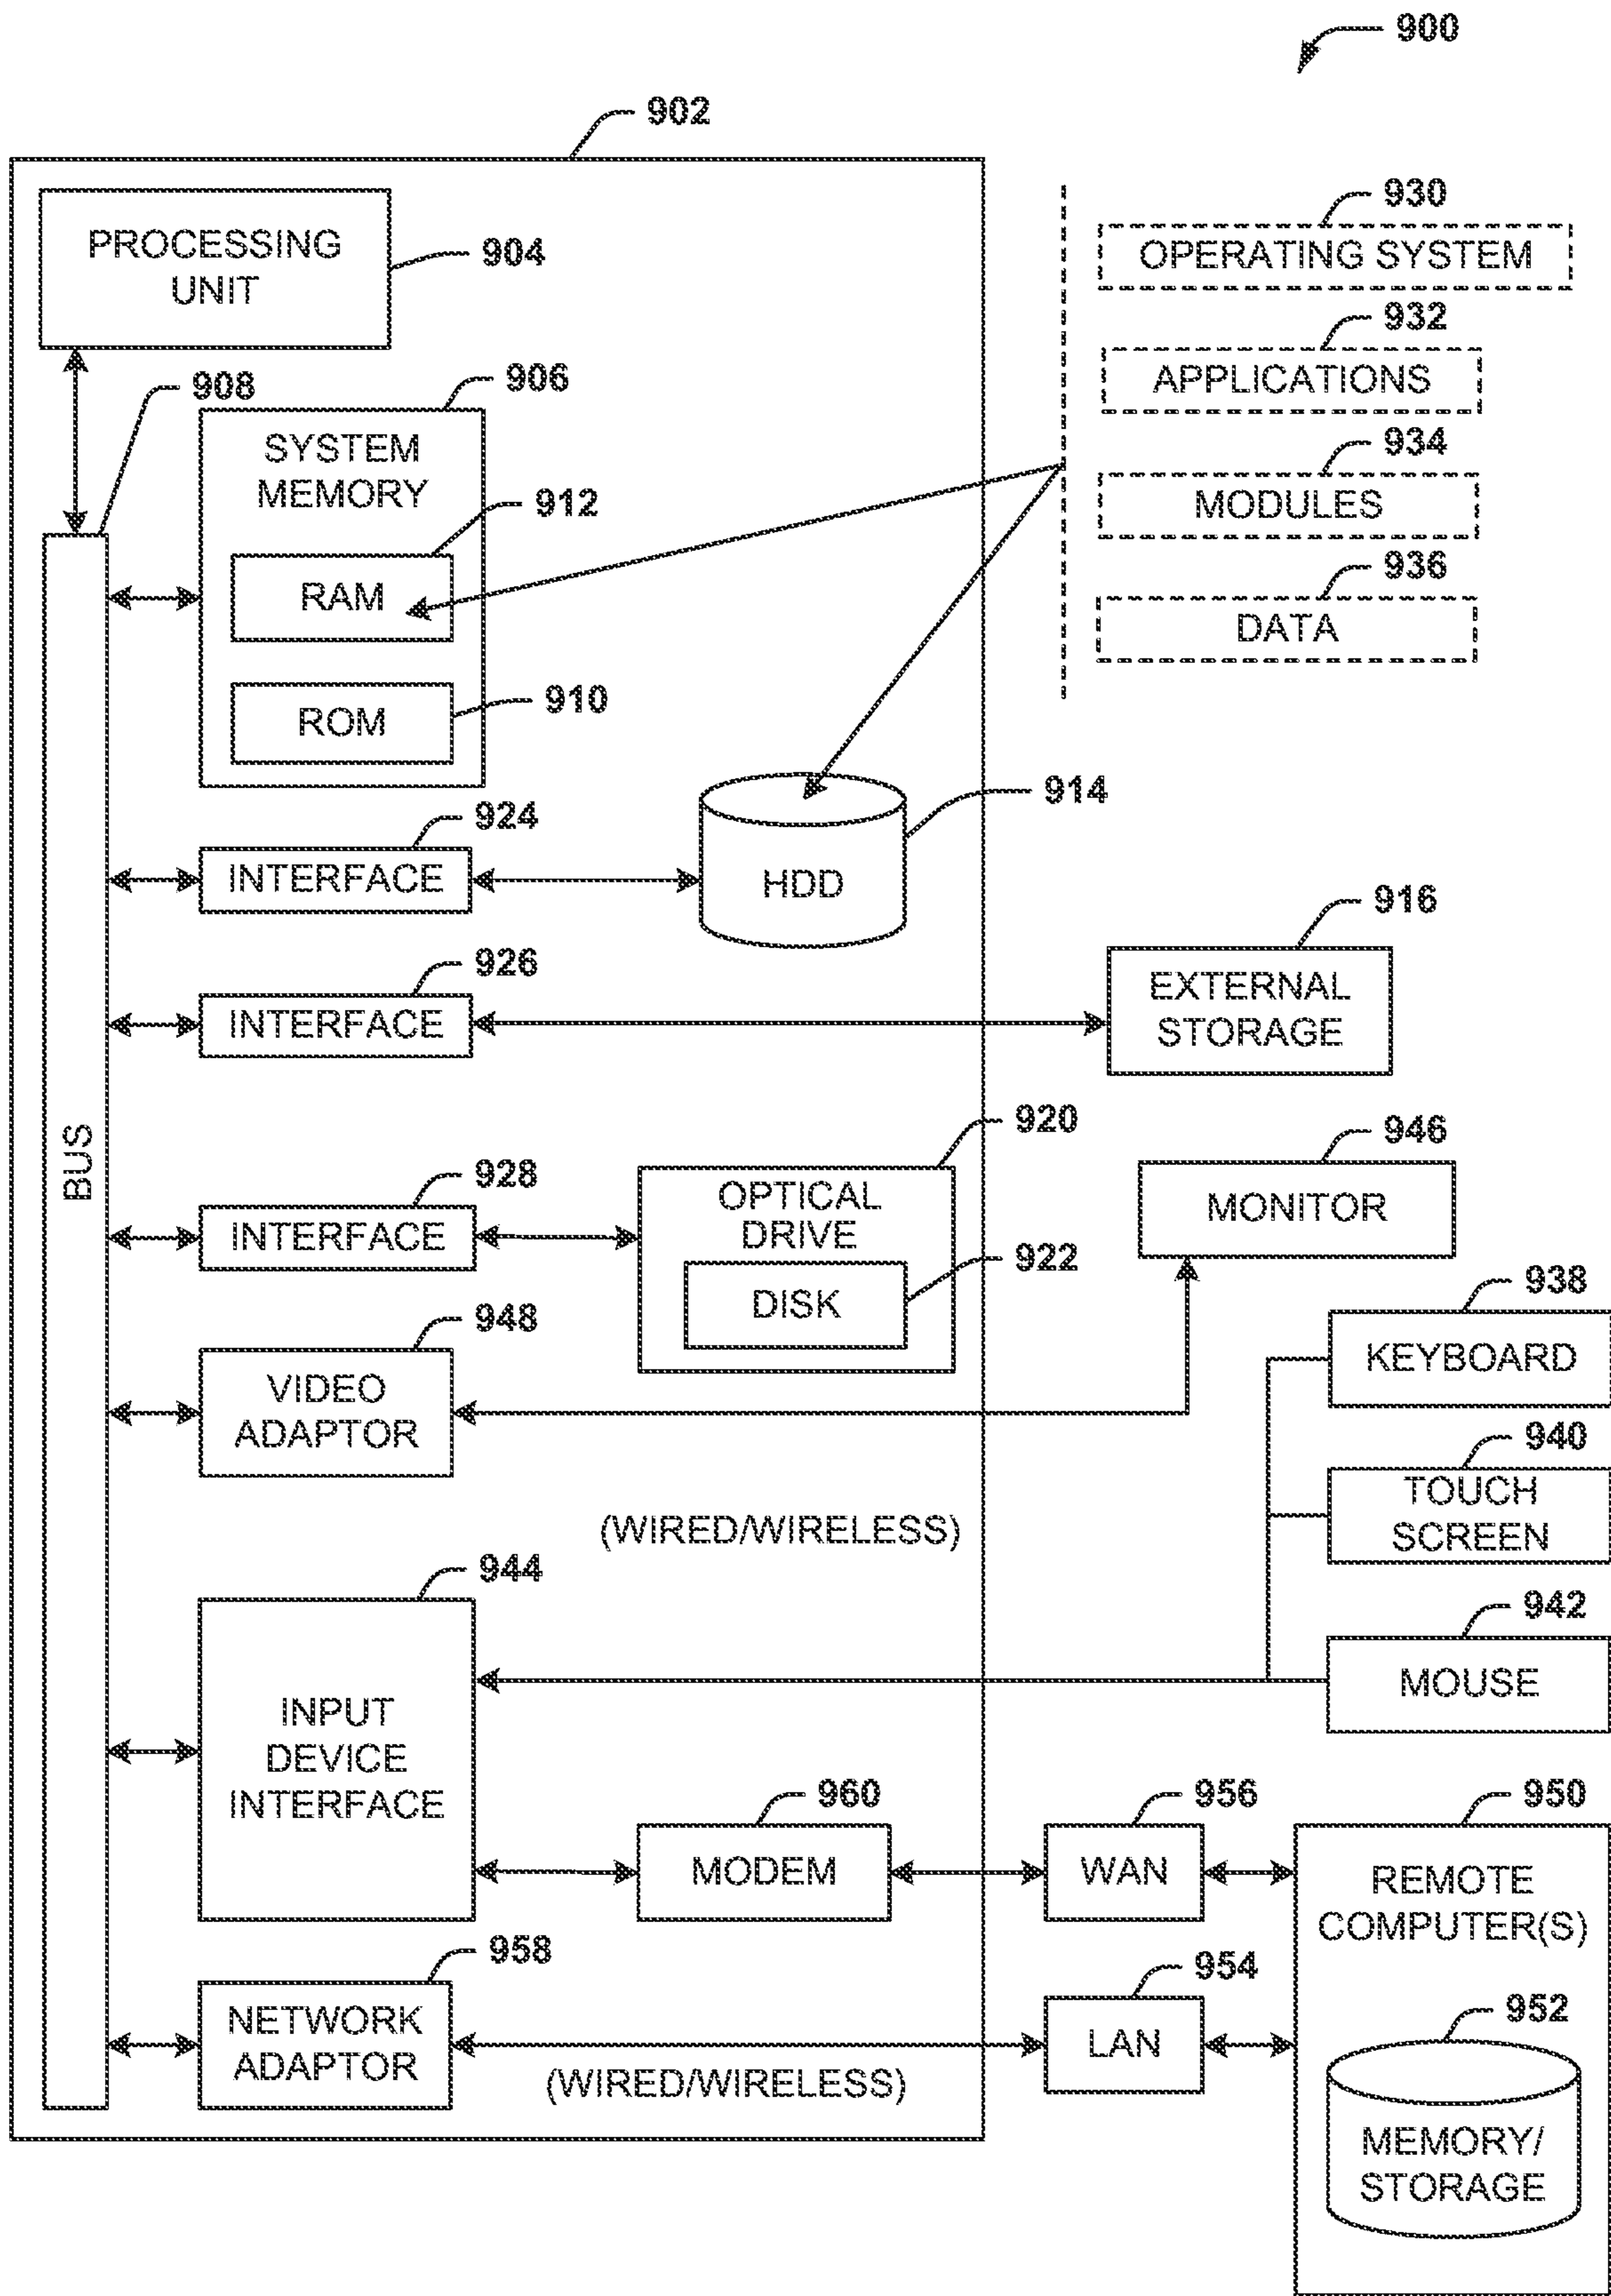 900
902
PROCESSING
UNIT
904
930
OPERATING SYSTEM
932
APPLICATIONS
934
MODULES
936
DATA
908
906
SYSTEM
MEMORY
912
RAM
910
ROM
914
HDD
924
INTERFACE
916
EXTERNAL
STORAGE
926
INTERFACE
BUS
920
OPTICAL
DRIVE
922
DISK
928
INTERFACE
946
MONITOR
938
KEYBOARD
948
VIDEO
ADAPTOR
940
TOUCH
SCREEN
(WIRED/WIRELESS)
942
MOUSE
944
INPUT
DEVICE
INTERFACE
960
MODEM
956
WAN
950
REMOTE
COMPUTER(S)
958
NETWORK
ADAPTOR
(WIRED/WIRELESS)
954
LAN
952
MEMORY/
STORAGE